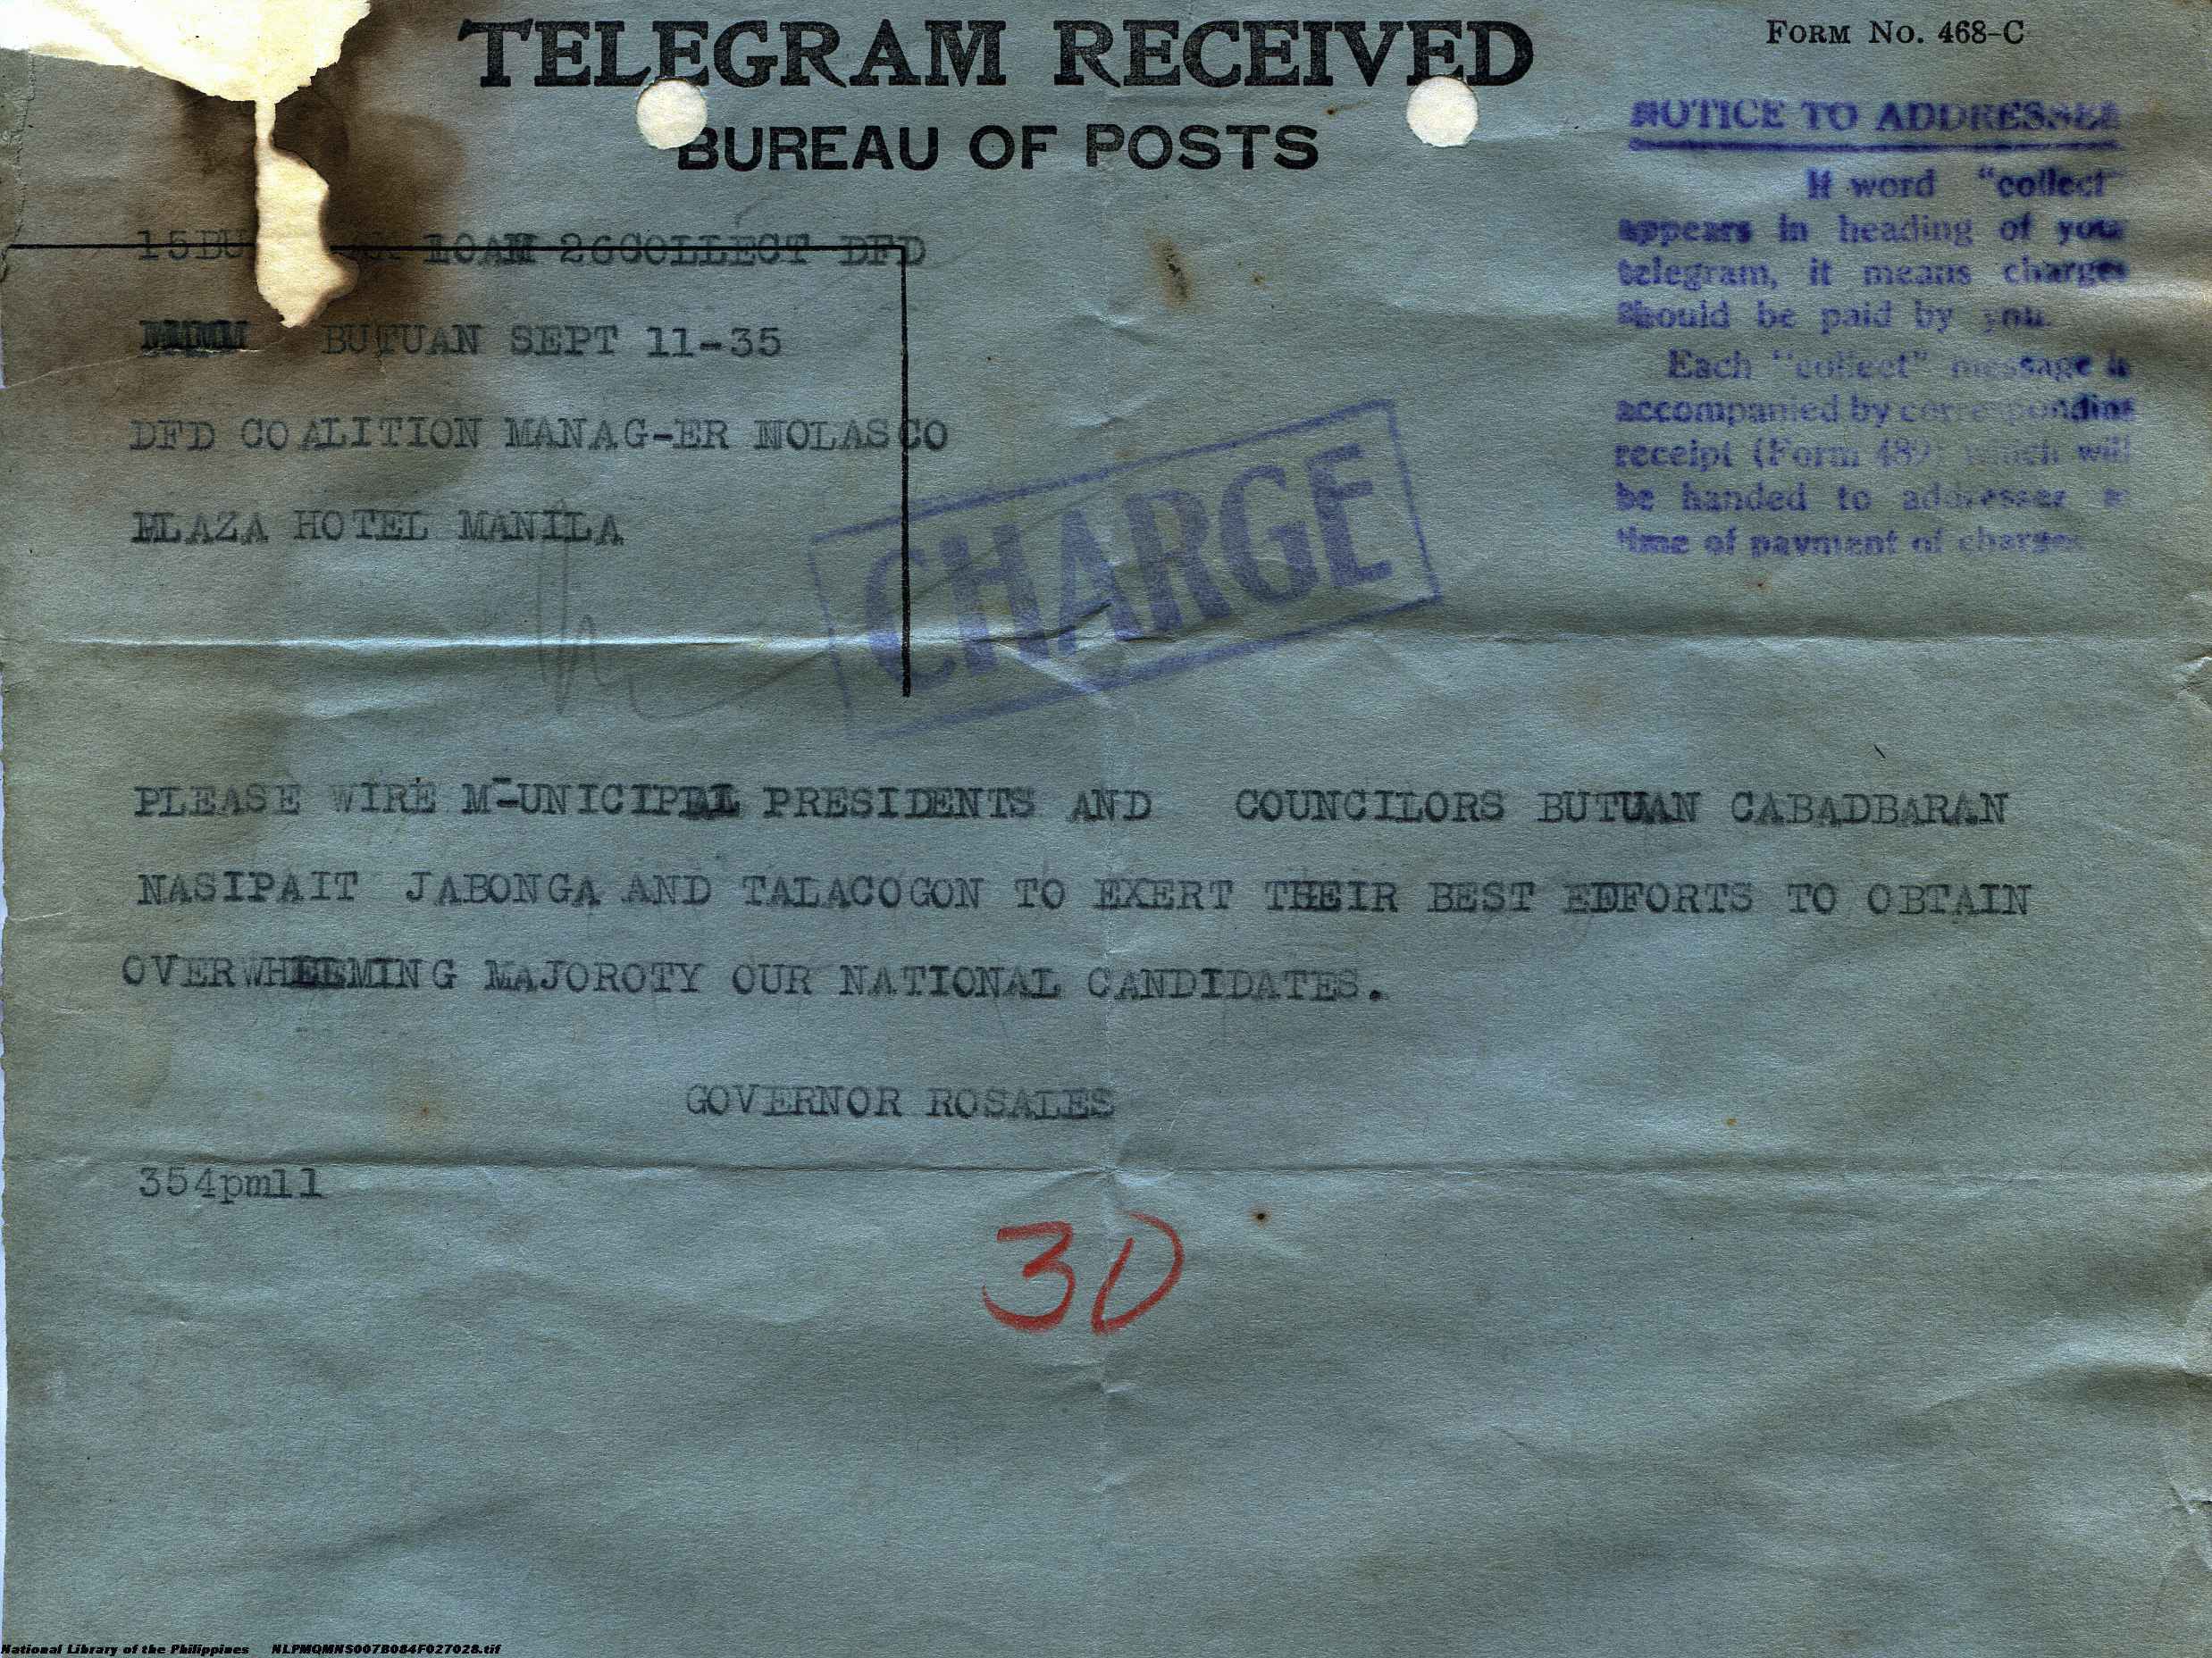 TELEGRAM RECEIVED
BUREAU OF POSTS
FORM No. 468-C
NOTICE TO ADDRESSEE
If word "collect"
appears in heading of your
telegram, it means charges
should be paid by you.
Each "collect" message is
accompanied by corresponding
receipt (Form 489) which will
be handed to addressee at
time of payment of charges
15BU 10AM 26COLLECT DFD
BUTUAN SEPT 11-35
DFD COALITION MANAG-ER NOLASCO
PLAZA HOTEL MANILA
CHARGE
PLEASE WIRE M-UNICIPAL PRESIDENTS AND COUNCILORS BUTUAN CABADBARAN
NASIPAIT JABONGA AND TALACOGON TO EXERT THEIR BEST EFFORTS TO OBTAIN
OVERWHELMING MAJOROTY OUR NATIONAL CANDIDATES.
GOVERNOR ROSALES
354pm11
30
National Library of the Philippines NLPMQMNS007B084F027028.tif